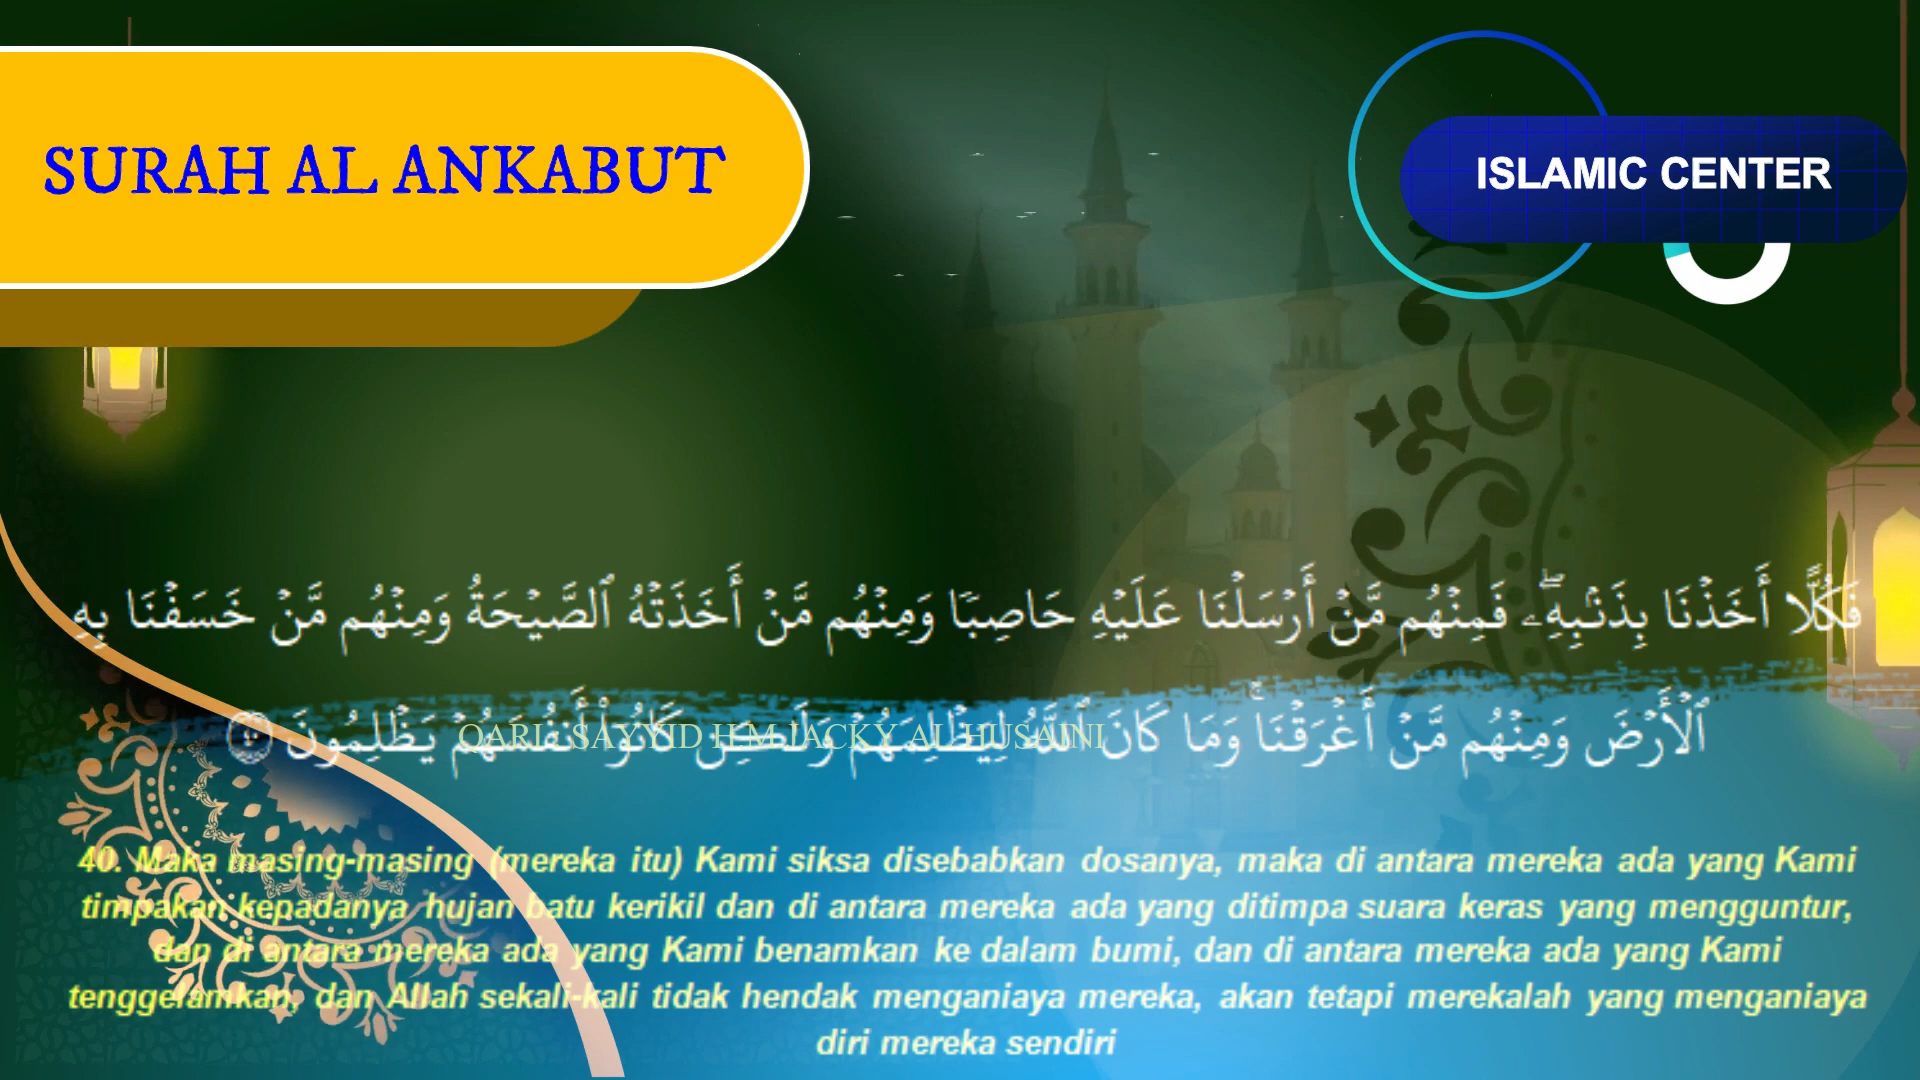 SURAH AL ANKABUT
ISLAMIC CENTER
فَكُلًّا أَخَذْنَا بِذَنۢبِهِۦۖ فَمِنْهُم مَّنْ أَرْسَلْنَا عَلَيْهِ حَاصِبًا وَمِنْهُم مَّنْ أَخَذَتْهُ ٱلصَّيْحَةُ وَمِنْهُم مَّنْ خَسَفْنَا بِهِ
ٱلْأَرْضَ وَمِنْهُم مَّنْ أَغْرَقْنَاۚ وَمَا كَانَ ٱللَّهُ لِيَظْلِمَهُمْ وَلَٰكِن كَانُوٓا۟ أَنفُسَهُمْ يَظْلِمُونَ ٤٠
QARI : SAYYID H M JACKY AL HUSAINI
40. Maka masing-masing (mereka itu) Kami siksa disebabkan dosanya, maka di antara mereka ada yang Kami
timpakan kepadanya hujan batu kerikil dan di antara mereka ada yang ditimpa suara keras yang mengguntur,
dan di antara mereka ada yang Kami benamkan ke dalam bumi, dan di antara mereka ada yang Kami
tenggelamkan, dan Allah sekali-kali tidak hendak menganiaya mereka, akan tetapi merekalah yang menganiaya
diri mereka sendiri